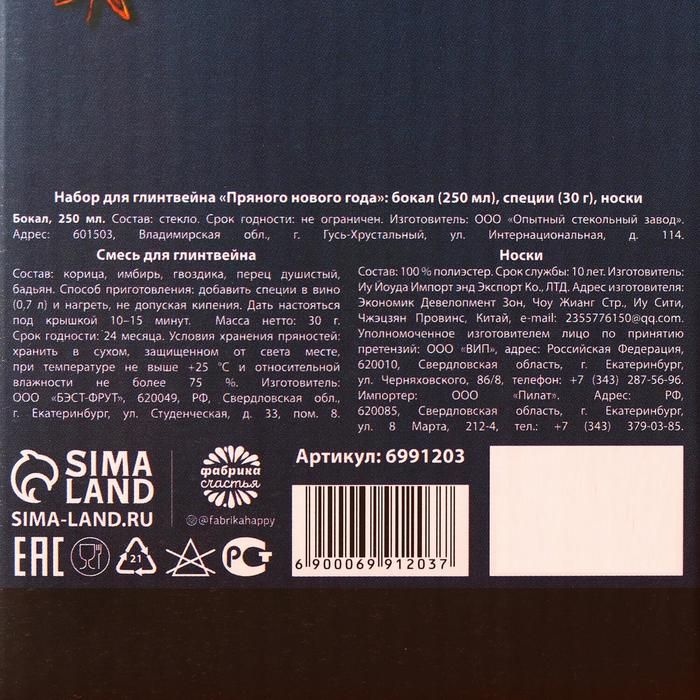 Набор для глинтвейна «Пряного нового года»: бокал (250 мл), специи (30 г), носки
Бокал, 250 мл. Состав: стекло. Срок годности: не ограничен. Изготовитель: ООО «Опытный стекольный завод».
Адрес: 601503, Владимирская обл., г. Гусь-Хрустальный, ул. Интернациональная, д. 114.
Смесь для глинтвейна
Состав: корица, имбирь, гвоздика, перец душистый,
бадьян. Способ приготовления: добавить специи в вино
(0,7 л) и нагреть, не допуская кипения. Дать настояться
под крышкой 10–15 минут. Масса нетто: 30 г.
Срок годности: 24 месяца. Условия хранения пряностей:
хранить в сухом, защищенном от света месте,
при температуре не выше +25 °C и относительной
влажности не более 75 %. Изготовитель:
ООО «БЭСТ-ФРУТ», 620049, РФ, Свердловская обл.,
г. Екатеринбург, ул. Студенческая, д. 33, пом. 8.
Носки
Состав: 100 % полиэстер. Срок службы: 10 лет. Изготовитель:
Иу Йоуда Импорт энд Экспорт Ко., ЛТД. Адрес изготовителя:
Экономик Девелопмент Зон, Чоу Жианг Стр., Иу Сити,
Чжэцзян Провинс, Китай, e-mail: 2355776150@qq.com.
Уполномоченное изготовителем лицо по принятию
претензий: ООО «ВИП», адрес: Российская Федерация,
620010, Свердловская область, г. Екатеринбург,
ул. Черняховского, 86/8, телефон: +7 (343) 287-56-96.
Импортер: ООО «Пилат». Адрес: РФ,
620085, Свердловская область, г. Екатеринбург,
ул. 8 Марта, 212-4, тел.: +7 (343) 379-03-85.
SIMA
LAND
SIMA-LAND.RU
фабрика
счастья
@fabrikahappy
Артикул: 6991203
EAC
21
РСТ
6 900069 912037